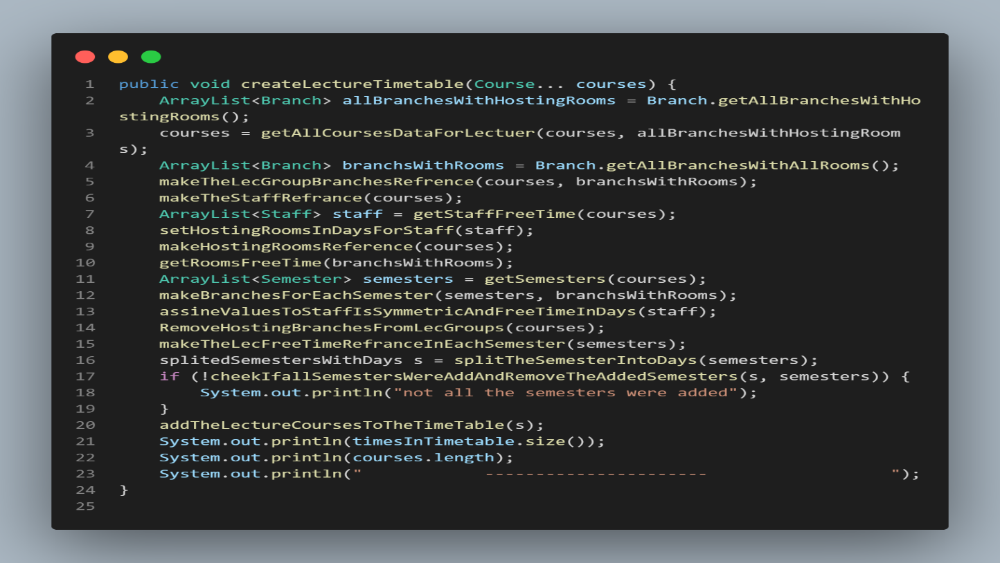 1 public void createLectureTimetable(Course... courses) {
2     ArrayList<Branch> allBranchesWithHostingRooms = Branch.getAllBranchesWithHo
stingRooms();
3     courses = getAllCoursesDataForLectuer(courses, allBranchesWithHostingRoom
s);
4     ArrayList<Branch> branchsWithRooms = Branch.getAllBranchesWithAllRooms();
5     makeTheLecGroupBranchesRefrence(courses, branchsWithRooms);
6     makeTheStaffRefrance(courses);
7     ArrayList<Staff> staff = getStaffFreeTime(courses);
8     setHostingRoomsInDaysForStaff(staff);
9     makeHostingRoomsReference(courses);
10     getRoomsFreeTime(branchsWithRooms);
11     ArrayList<Semester> semesters = getSemesters(courses);
12     makeBranchesForEachSemester(semesters, branchsWithRooms);
13     assineValuesToStaffIsSymmetricAndFreeTimeInDays(staff);
14     RemoveHostingBranchesFromLecGroups(courses);
15     makeTheLecFreeTimeRefranceInEachSemester(semesters);
16     splitedSemestersWithDays s = splitTheSemesterIntoDays(semesters);
17     if (!cheekIfallSemestersWereAddAndRemoveTheAddedSemesters(s, semesters)) {
18         System.out.println("not all the semesters were added");
19     }
20     addTheLectureCoursesToTheTimeTable(s);
21     System.out.println(timesInTimetable.size());
22     System.out.println(courses.length);
23     System.out.println("            ----------------------                  ");
24 }
25